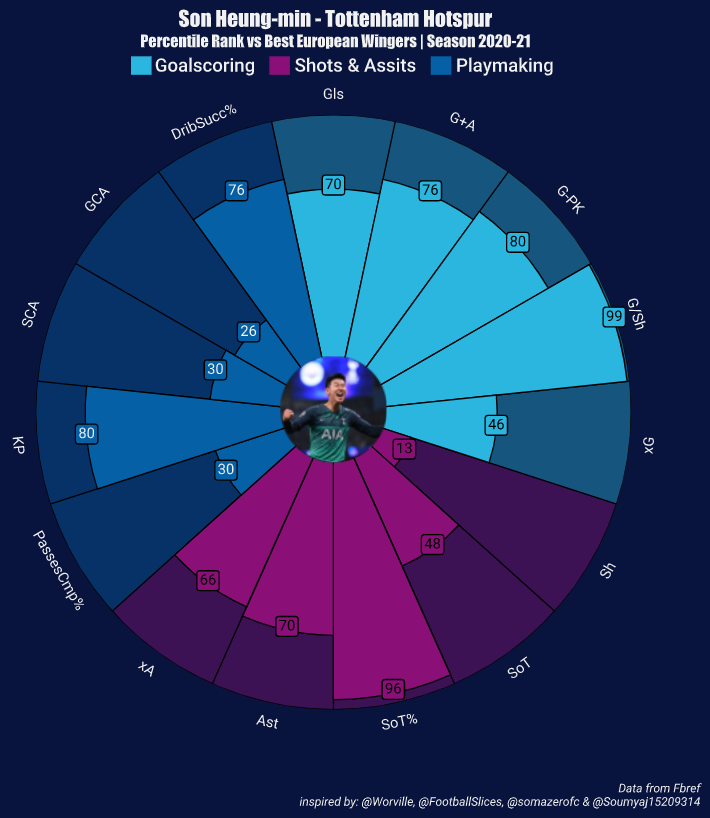 Son Heung-min - Tottenham Hotspur
Percentile Rank vs Best European Wingers | Season 2020-21
Goalscoring Shots & Assits Playmaking
Gls
G+A
G-PK
G/Sh
Gx
Sh
SoT
SoT%
Ast
xA
PassesCmp%
KP
SCA
GCA
DribSucc%
70
76
80
99
46
13
48
96
70
66
30
80
30
26
76
AIA
Data from Fbref
inspired by: @Worville, @FootballSlices, @somazerofc & @Soumyaj15209314